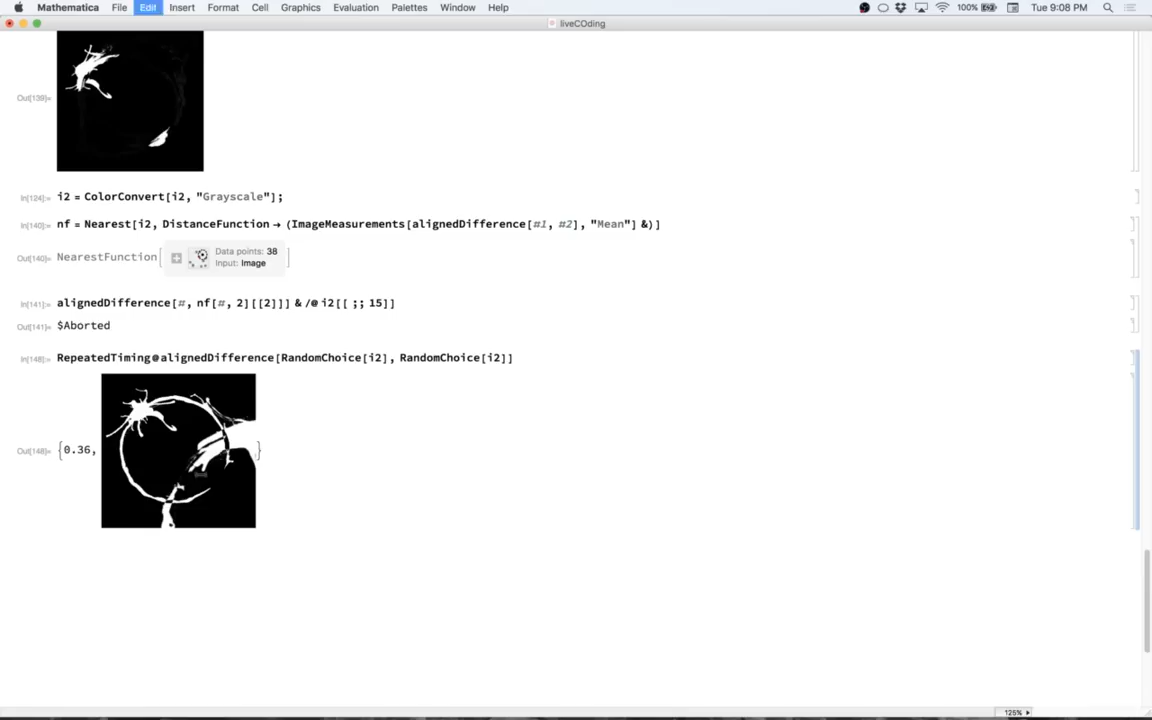 Mathematica File Edit Insert Format Cell Graphics Evaluation Palettes Window Help 100% Tue 9:08 PM
liveCOding
Out[139]=
In[124]:= i2 = ColorConvert[i2, "Grayscale"];
In[140]:= nf = Nearest[i2, DistanceFunction → (ImageMeasurements[alignedDifference[#1, #2], "Mean"] &)]
Out[140]= NearestFunction[ Data points: 38 ]
Input: Image
In[141]:= alignedDifference[#, nf[#, 2][[2]]] & /@ i2[[ ;; 15]]
Out[141]= $Aborted
In[148]:= RepeatedTiming@alignedDifference[RandomChoice[i2], RandomChoice[i2]]
Out[148]= {0.36, }
125%